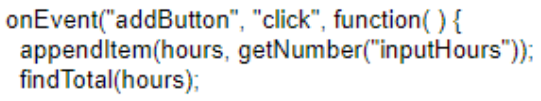 onEvent("addButton", "click", function( ) {
appendItem(hours, getNumber("inputHours"));
findTotal(hours);